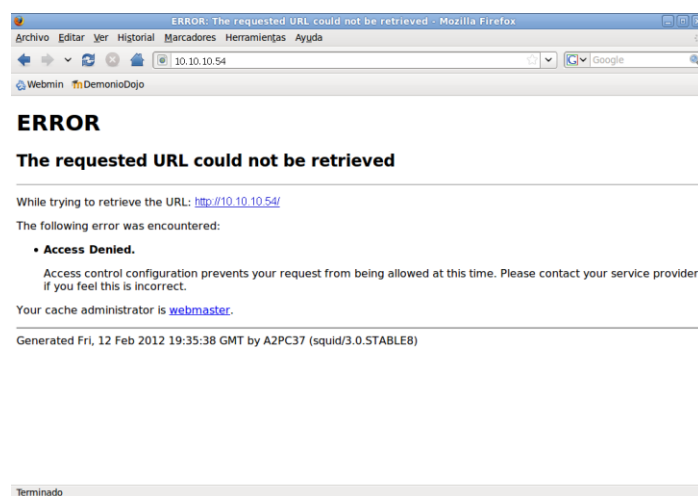 ERROR: The requested URL could not be retrieved - Mozilla Firefox
Archivo Editar Ver Historial Marcadores Herramientas Ayuda
10.10.10.54 Google
Webmin DemonioDojo
ERROR
The requested URL could not be retrieved
While trying to retrieve the URL: http://10.10.10.54/
The following error was encountered:
• Access Denied.
Access control configuration prevents your request from being allowed at this time. Please contact your service provider
if you feel this is incorrect.
Your cache administrator is webmaster.
Generated Fri, 12 Feb 2012 19:35:38 GMT by A2PC37 (squid/3.0.STABLE8)
Terminado